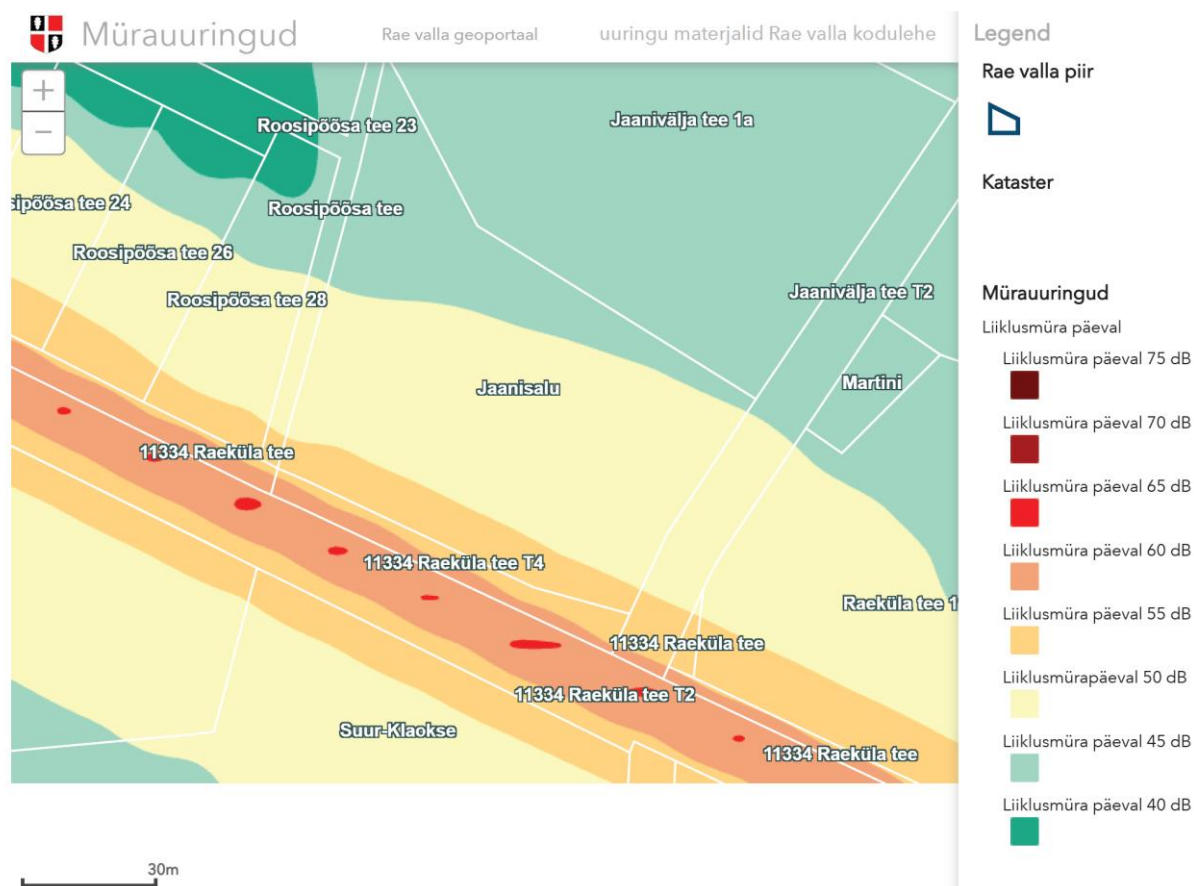 Mürauuringud
Rae valla geoportaal
uuringu materjalid Rae valla kodulehe
+
−
Roosipõõsa tee 23
Jaanivälja tee 1a
sipõõsa tee 24
Roosipõõsa tee
Roosipõõsa tee 26
Roosipõõsa tee 28
Jaanivälja tee T2
Jaanisalu
Martini
11334 Raeküla tee
11334 Raeküla tee T4
Raeküla tee 1
11334 Raeküla tee
11334 Raeküla tee T2
Suur-Klaokse
11334 Raeküla tee
30m
Legend
Rae valla piir
Kataster
Mürauuringud
Liiklusmüra päeval
Liiklusmüra päeval 75 dB
Liiklusmüra päeval 70 dB
Liiklusmüra päeval 65 dB
Liiklusmüra päeval 60 dB
Liiklusmüra päeval 55 dB
Liiklusmürapäeval 50 dB
Liiklusmüra päeval 45 dB
Liiklusmüra päeval 40 dB